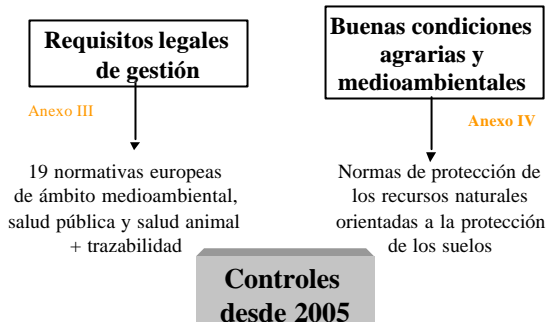 Requisitos legales
de gestión
Anexo III
19 normativas europeas
de ámbito medioambiental,
salud pública y salud animal
+ trazabilidad
Buenas condiciones
agrarias y
medioambientales
Anexo IV
Normas de protección de
los recursos naturales
orientadas a la protección
de los suelos
Controles
desde 2005